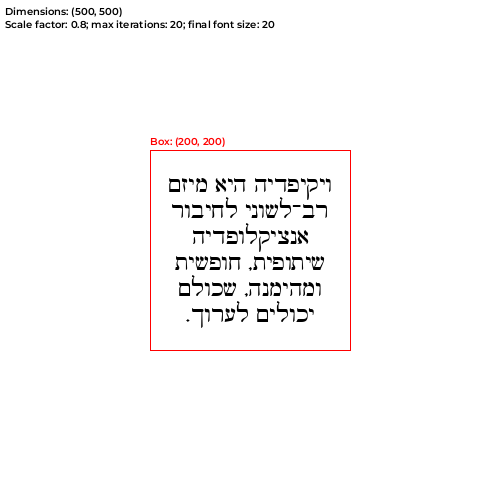 Dimensions: (500, 500)
Scale factor: 0.8; max iterations: 20; final font size: 20
Box: (200, 200)
ויקיפדיה היא מיזם
רב־לשוני לחיבור
אנציקלופדיה
שיתופית, חופשית
ומהימנה, שכולם
יכולים לערוך.